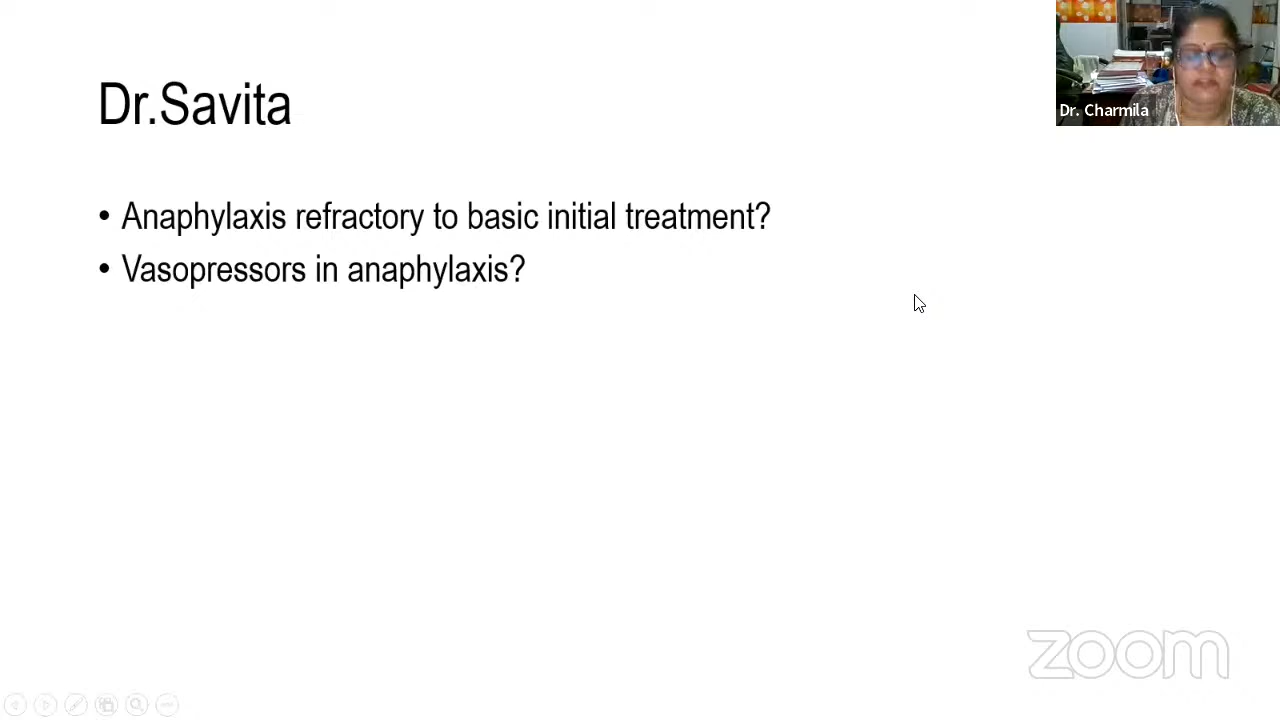 Dr.Savita
Dr. Charmila
• Anaphylaxis refractory to basic initial treatment?
• Vasopressors in anaphylaxis?
zoom